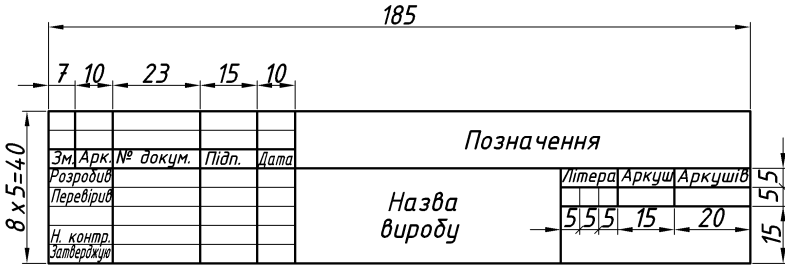 185
7 10 23 15 10
8 x 5=40
Позначення
Зм. Арк. № докум. Підп. Дата
Розробив
Перевірив
Н. контр.
Затверджую
Назва
виробу
Літера Аркуш Аркушів
5 5 5 15 20
5
5
15